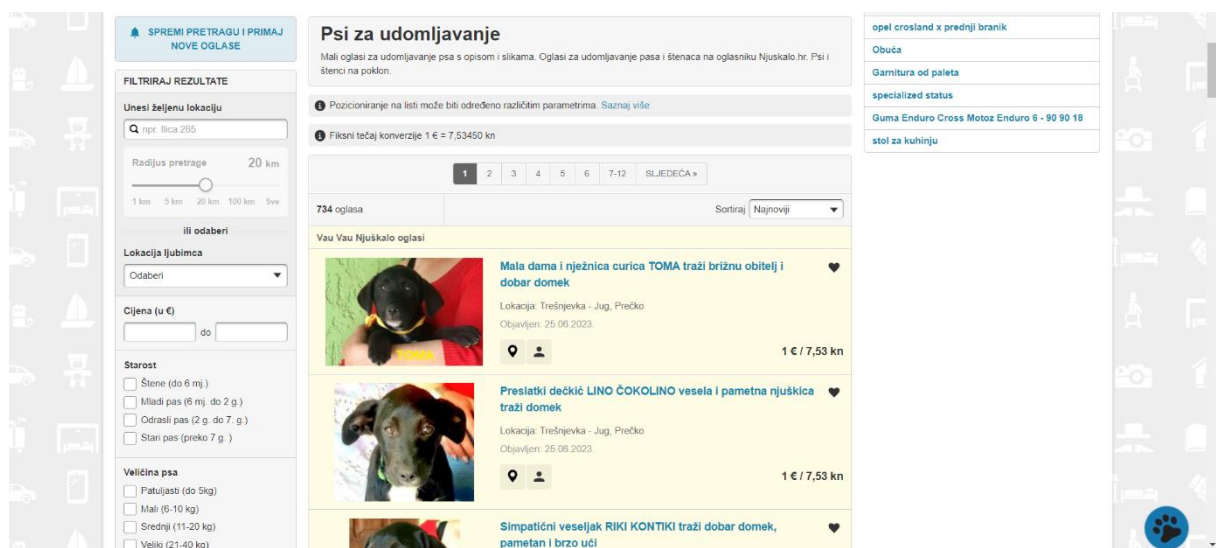 SPREMI PRETRAGU I PRIMAJ
NOVE OGLASE
FILTRIRAJ REZULTATE
Unesi željenu lokaciju
npr. Ilica 265
Radijus pretrage 20 km
1 km 5 km 20 km 100 km Sve
ili odaberi
Lokacija ljubimca
Odaberi
Cijena (u €)
do
Starost
Štene (do 6 mj.)
Mladi pas (6 mj. do 2 g.)
Odrasli pas (2 g. do 7. g.)
Stari pas (preko 7 g. )
Veličina psa
Patuljasti (do 5kg)
Mali (6-10 kg)
Srednji (11-20 kg)
Veliki (21-40 kg)
Psi za udomljavanje
Mali oglasi za udomljavanje psa s opisom i slikama. Oglasi za udomljavanje pasa i štenaca na oglasniku Njuskalo.hr. Psi i
štenci na poklon.
Pozicioniranje na listi može biti određeno različitim parametrima. Saznaj više
Fiksni tečaj konverzije 1 € = 7,53450 kn
1 2 3 4 5 6 7-12 SLJEDEĆA »
734 oglasa Sortiraj Najnoviji
Vau Vau Njuškalo oglasi
TOMA
Mala dama i nježnica curica TOMA traži brižnu obitelj i
dobar domek
Lokacija: Trešnjevka - Jug, Prečko
Objavljen: 25.06.2023.
1 € / 7,53 kn
Preslatki dečkić LINO ČOKOLINO vesela i pametna njuškica
traži domek
Lokacija: Trešnjevka - Jug, Prečko
Objavljen: 25.06.2023.
1 € / 7,53 kn
Simpatični veseljak RIKI KONTIKI traži dobar domek,
pametan i brzo uči
opel crosland x prednji branik
Obuća
Garnitura od paleta
specialized status
Guma Enduro Cross Motoz Enduro 6 - 90 90 18
stol za kuhinju